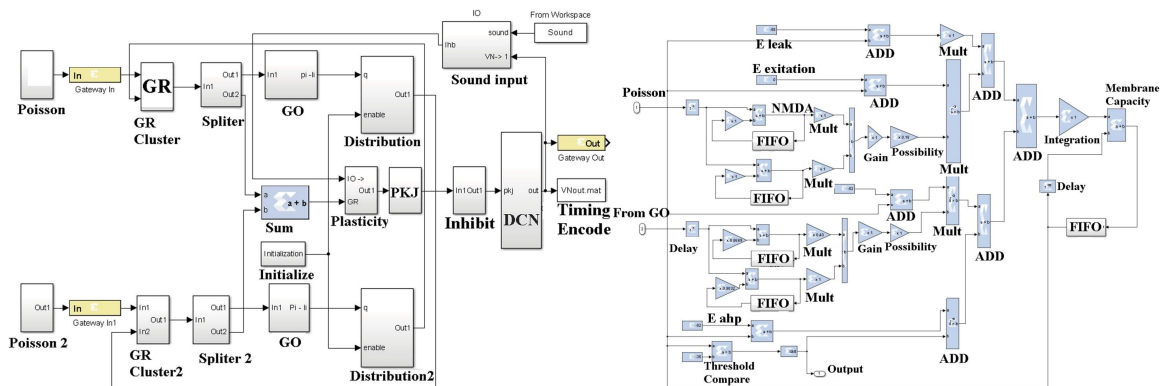 IO
From Workspace
Ihb
sound
Sound
VN-> 1
Sound input
In
Gateway In
Poisson
GR
GR
Cluster
In1
Out1
Out2
Spliter
In1
pi - Ii
GO
q
Out1
enable
Distribution
IO ->
Out1
GR
Plasticity
PKJ
In1 Out1
Inhibit
pkj
out
DCN
Out
Gateway Out
VNout.mat
Timing
Encode
a
b
a + b
Sum
Initialization
Initialize
Out1
Poisson 2
In
Gateway In1
In1
In2
Out1
GR
Cluster2
In1
Out1
Out2
Spliter 2
In1
Pi - Ii
GO
q
Out1
enable
Distribution2
E leak
ADD
Mult
E exitation
ADD
ADD
Poisson
NMDA
Mult
Mult
FIFO
Gain
Possibility
Mult
FIFO
ADD
Integration
Membrane
Capacity
Delay
FIFO
From GO
ADD
Mult
ADD
Delay
FIFO
Mult
Gain
Possibility
FIFO
Mult
E ahp
ADD
Threshold
Compare
Output